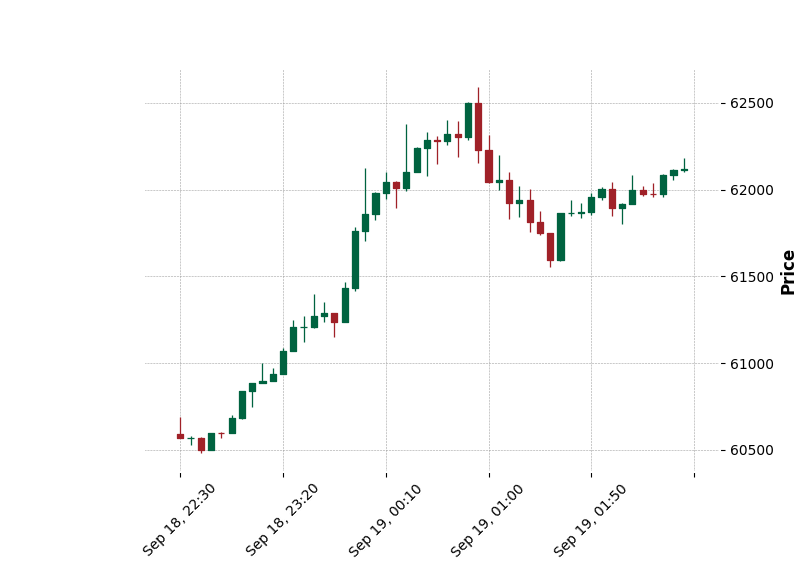 62500
62000
61500
61000
60500
Price
Sep 18, 22:30
Sep 18, 23:20
Sep 19, 00:10
Sep 19, 01:00
Sep 19, 01:50